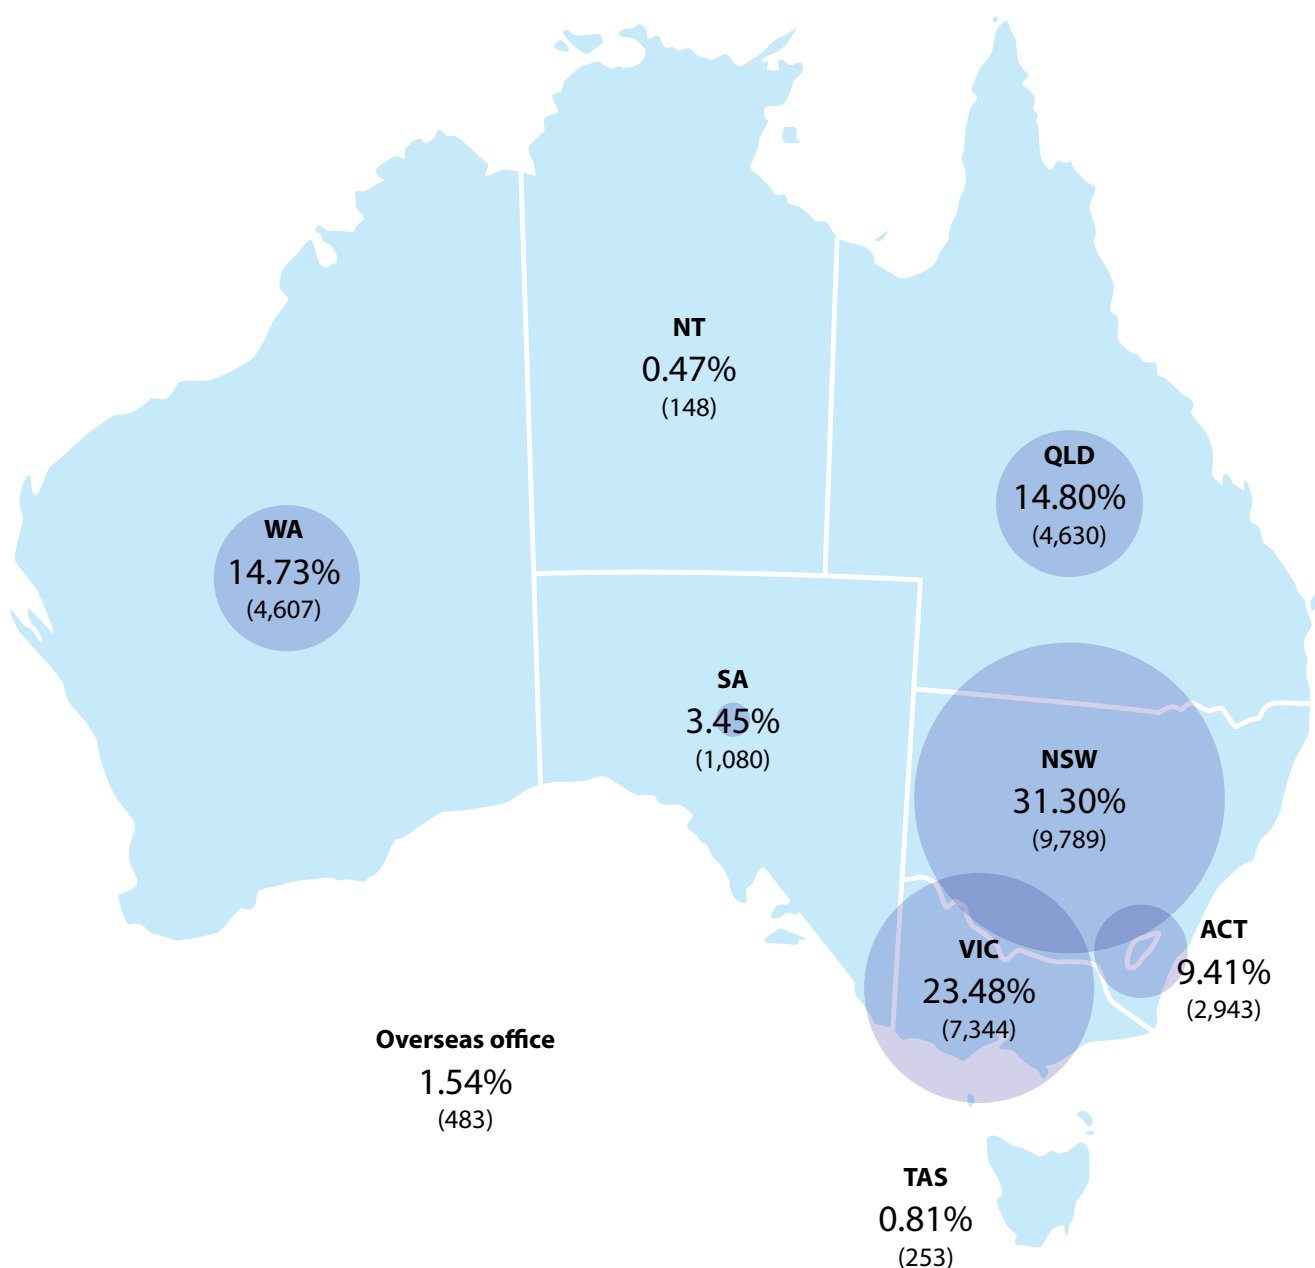 NT
0.47%
(148)
QLD
14.80%
(4,630)
WA
14.73%
(4,607)
SA
3.45%
(1,080)
NSW
31.30%
(9,789)
VIC
23.48%
(7,344)
ACT
9.41%
(2,943)
Overseas office
1.54%
(483)
TAS
0.81%
(253)